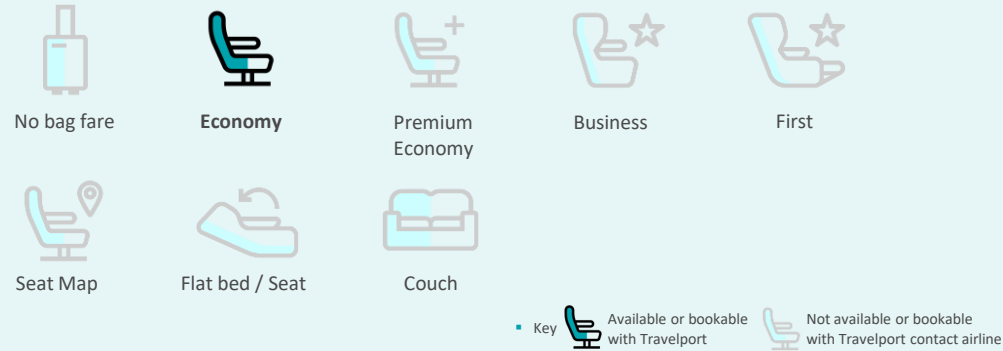 No bag fare
Economy
Premium
Economy
Business
First
Seat Map
Flat bed / Seat
Couch
Key
Available or bookable
with Travelport
Not available or bookable
with Travelport contact airline